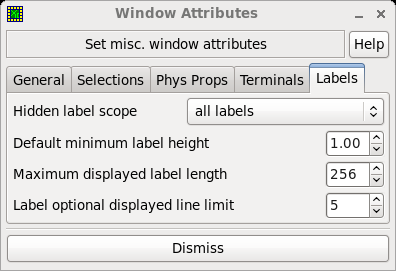 Window Attributes
Set misc. window attributes Help
General Selections Phys Props Terminals Labels
Hidden label scope all labels
Default minimum label height 1.00
Maximum displayed label length 256
Label optional displayed line limit 5
Dismiss